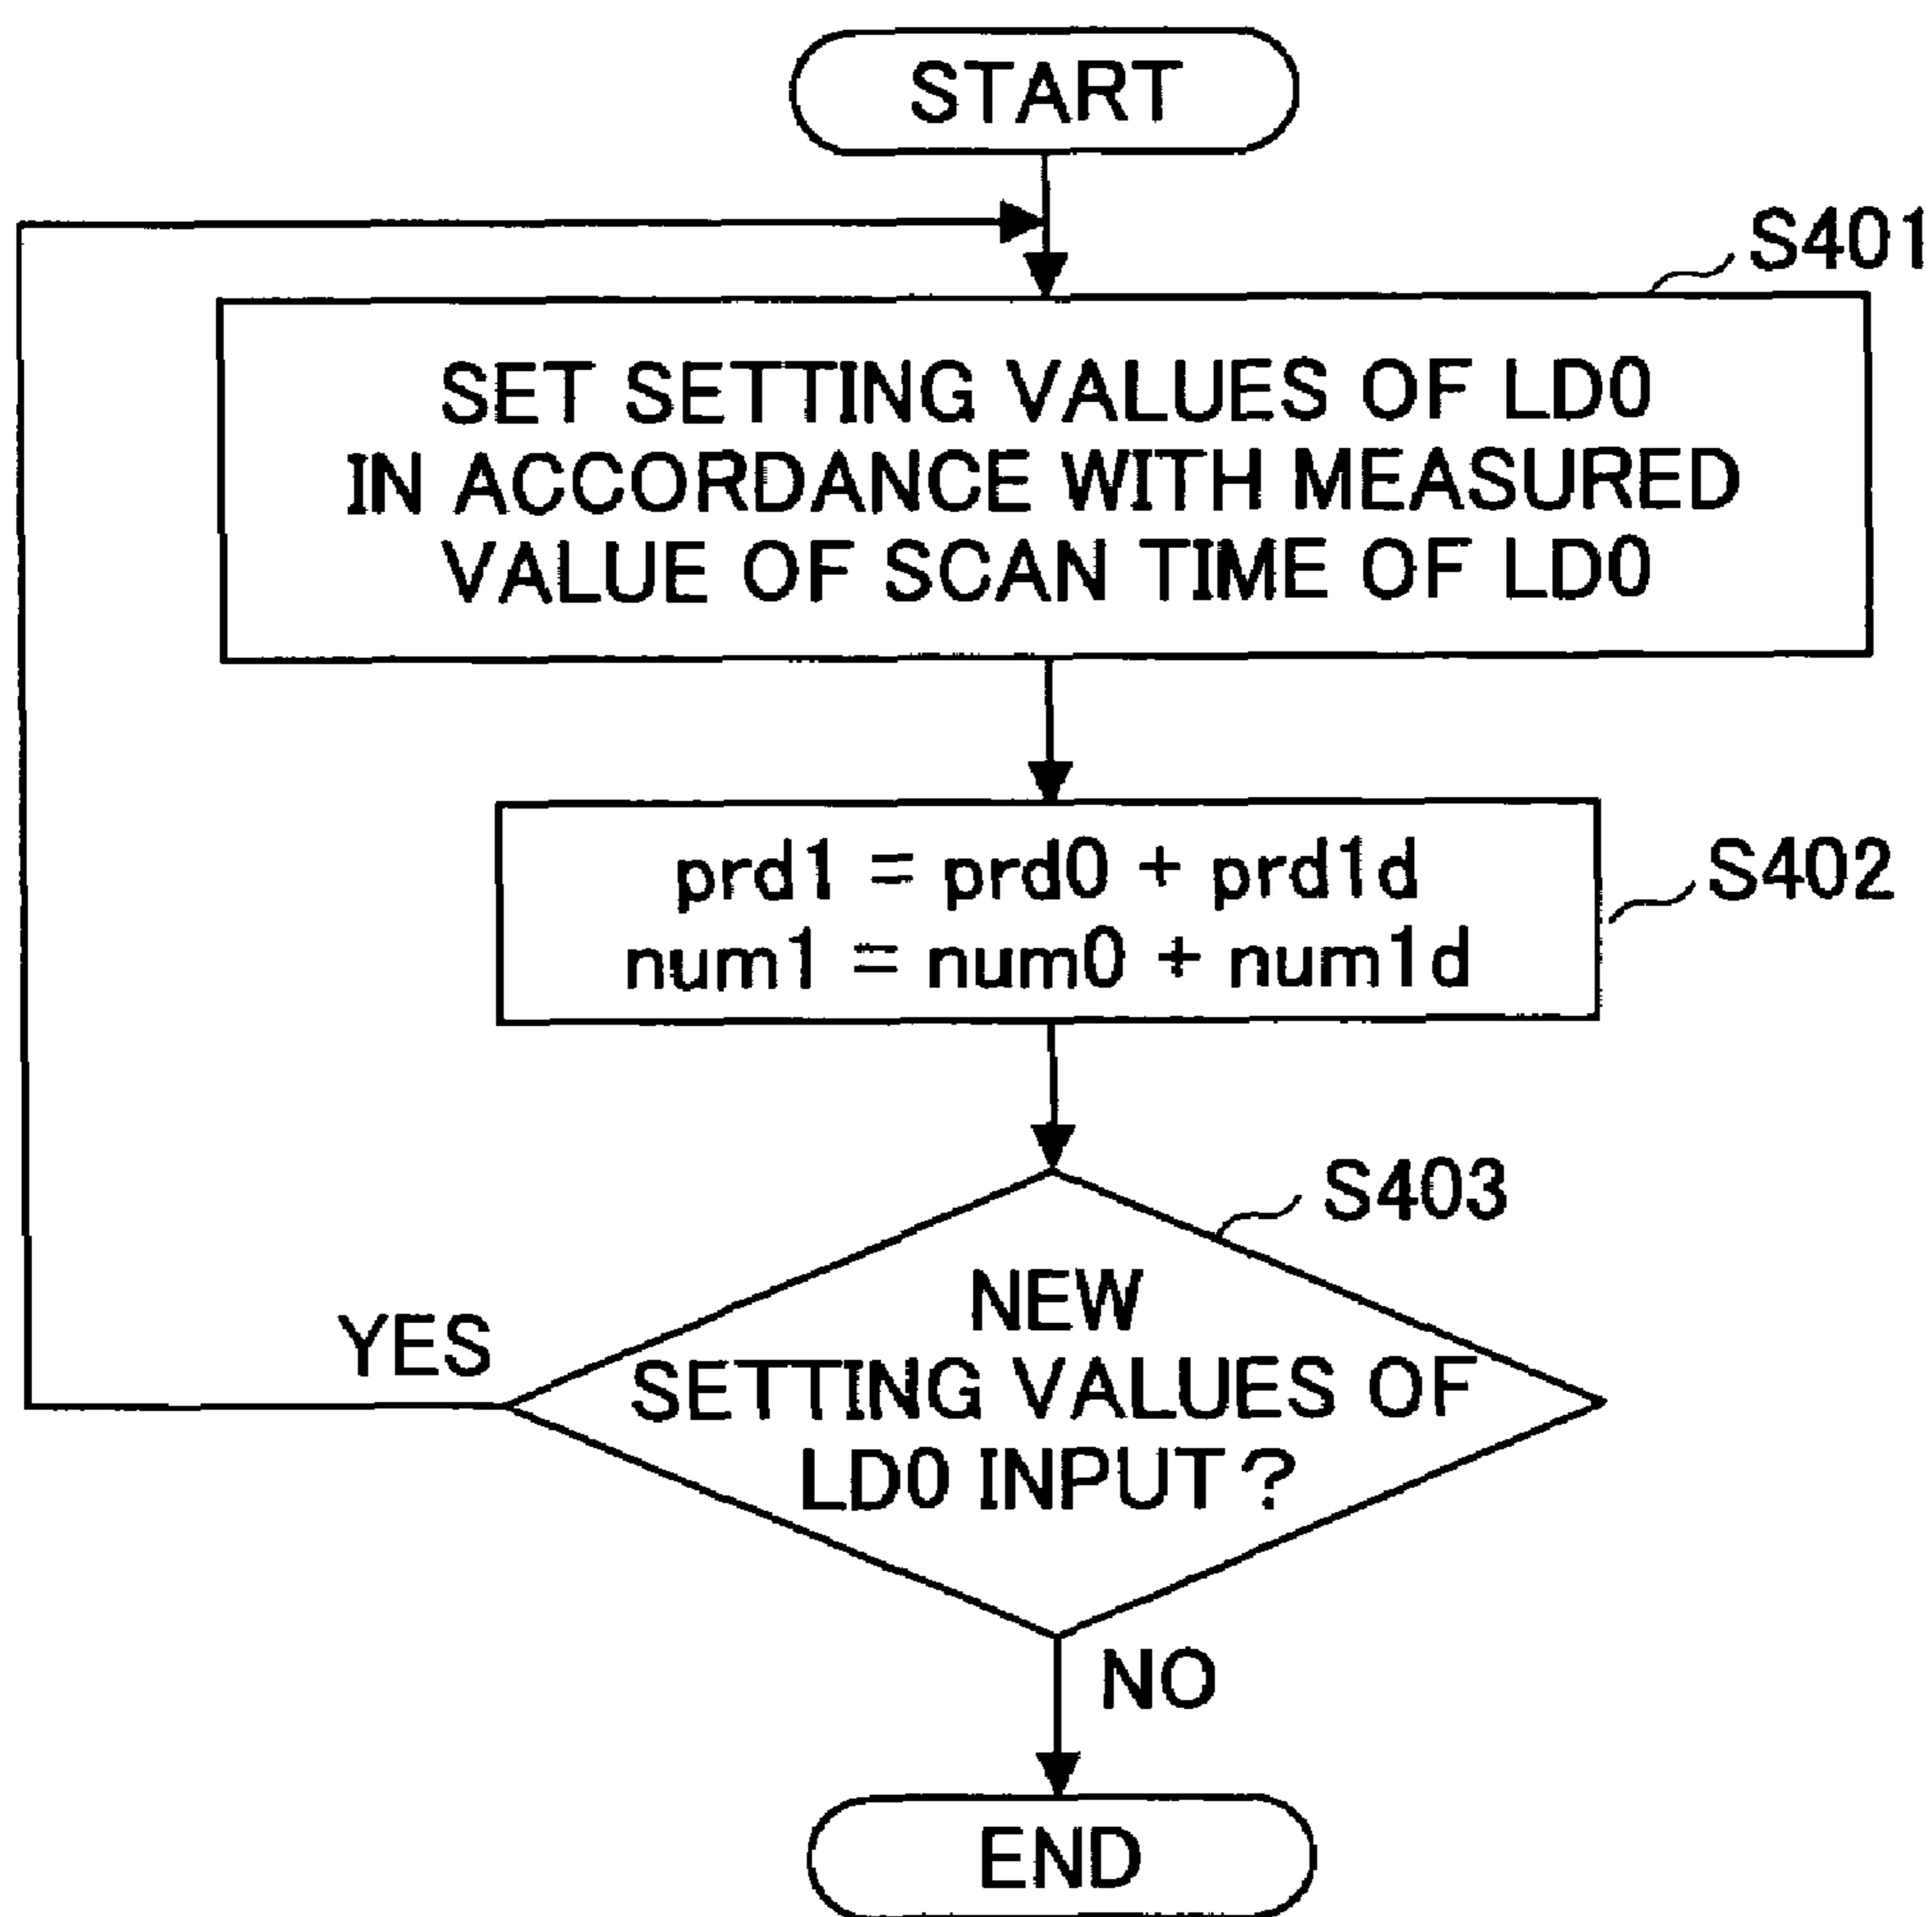 START
S401
SET SETTING VALUES OF LD0
IN ACCORDANCE WITH MEASURED
VALUE OF SCAN TIME OF LD0
prd1 = prd0 + prd1d
num1 = num0 + num1d
S402
S403
NEW
SETTING VALUES OF
LD0 INPUT?
YES
NO
END